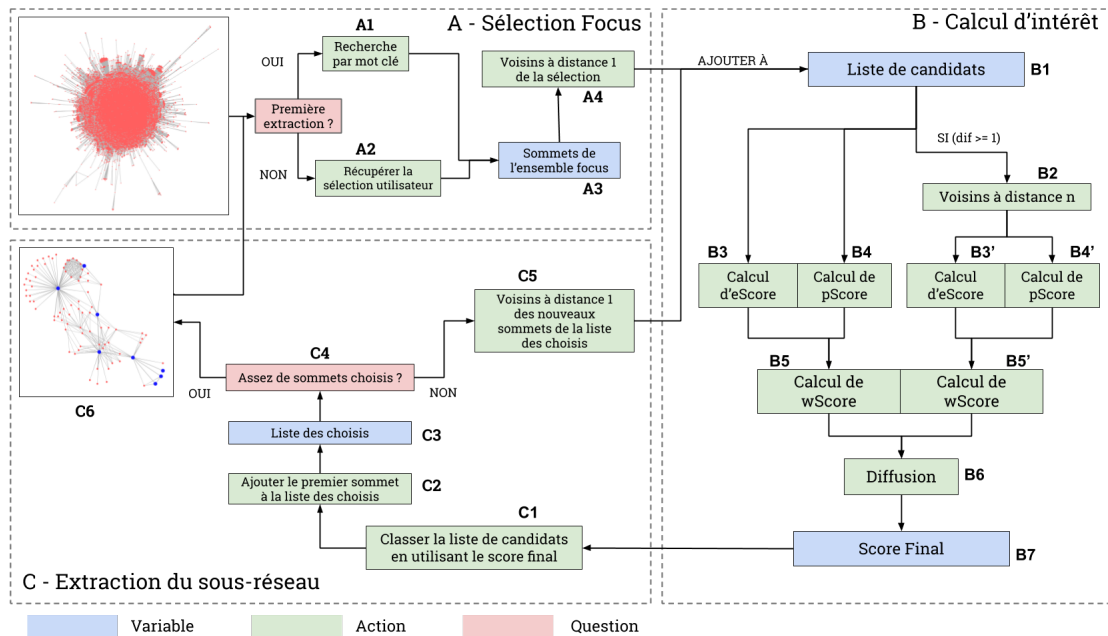 A - Sélection Focus
A1
Recherche
par mot clé
OUI
Première
extraction ?
NON
A2
Récupérer la
sélection utilisateur
Voisins à distance 1
de la sélection
A4
Sommets de
l'ensemble focus
A3
B - Calcul d'intérêt
AJOUTER À
Liste de candidats
B1
SI (dif >= 1)
B2
Voisins à distance n
B3
Calcul
d'eScore
B4
Calcul de
pScore
B3'
Calcul
d'eScore
B4'
Calcul de
pScore
B5
Calcul de
wScore
B5'
Calcul de
wScore
Diffusion
B6
Score Final
B7
C5
Voisins à distance 1
des nouveaux
sommets de la liste
des choisis
C4
Assez de sommets choisis ?
OUI
NON
C6
Liste des choisis
C3
Ajouter le premier sommet
à la liste des choisis
C2
C1
Classer la liste de candidats
en utilisant le score final
C - Extraction du sous-réseau
Variable
Action
Question